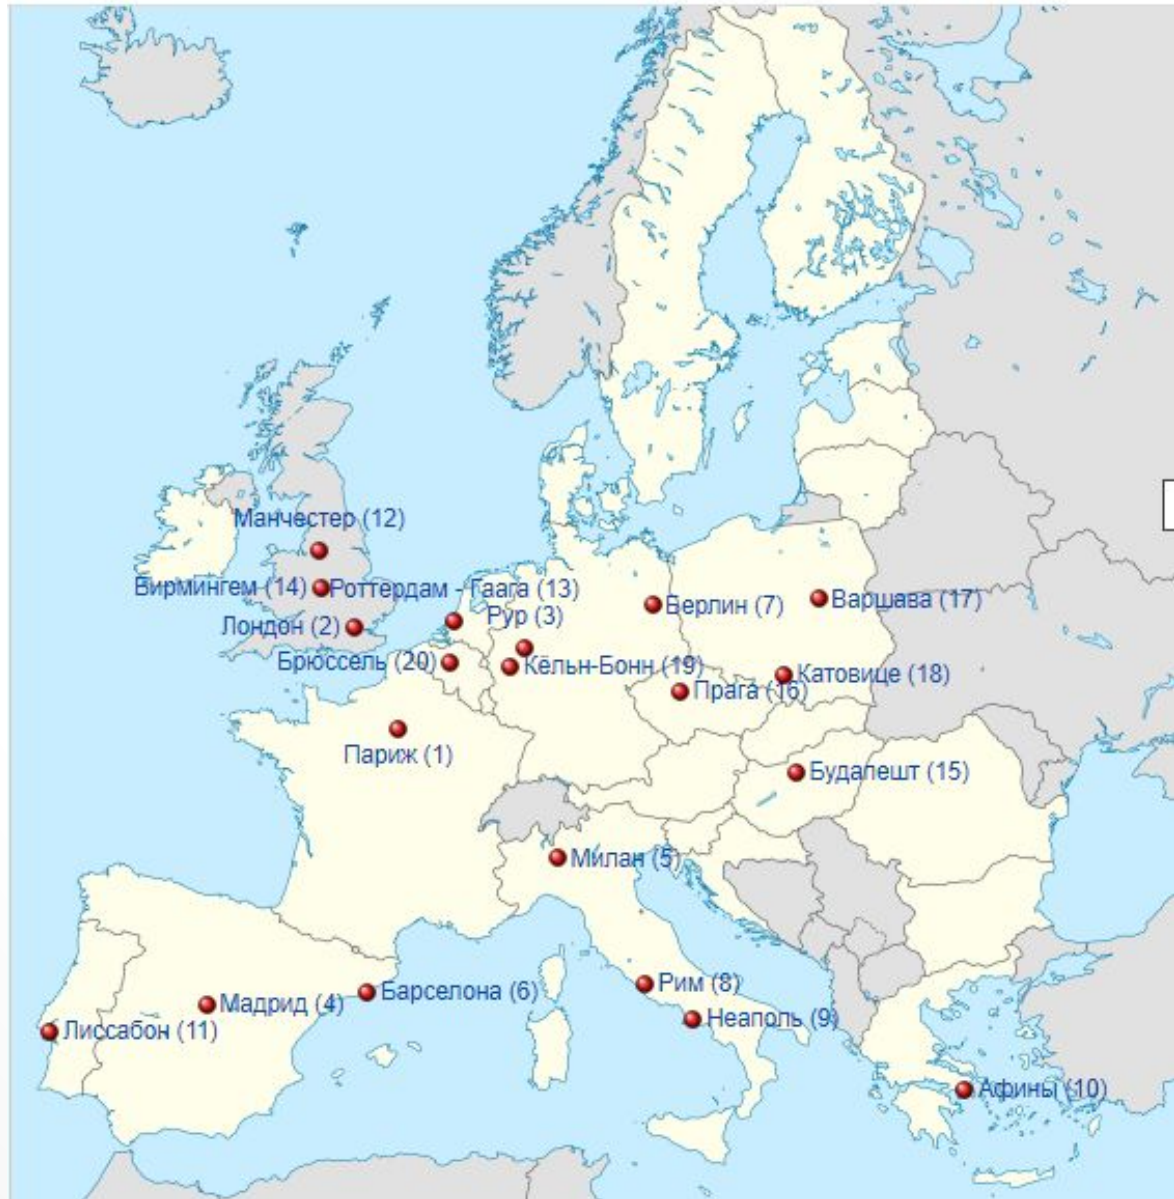 Манчестер (12)
Бирмингем (14)
Роттердам - Гаага (13)
Рур (3)
Берлин (7)
Варшава (17)
Лондон (2)
Брюссель (20)
Кёльн-Бонн (19)
Катовице (18)
Прага (16)
Париж (1)
Будапешт (15)
Милан (5)
Рим (8)
Барселона (6)
Мадрид (4)
Неаполь (9)
Лиссабон (11)
Афины (10)